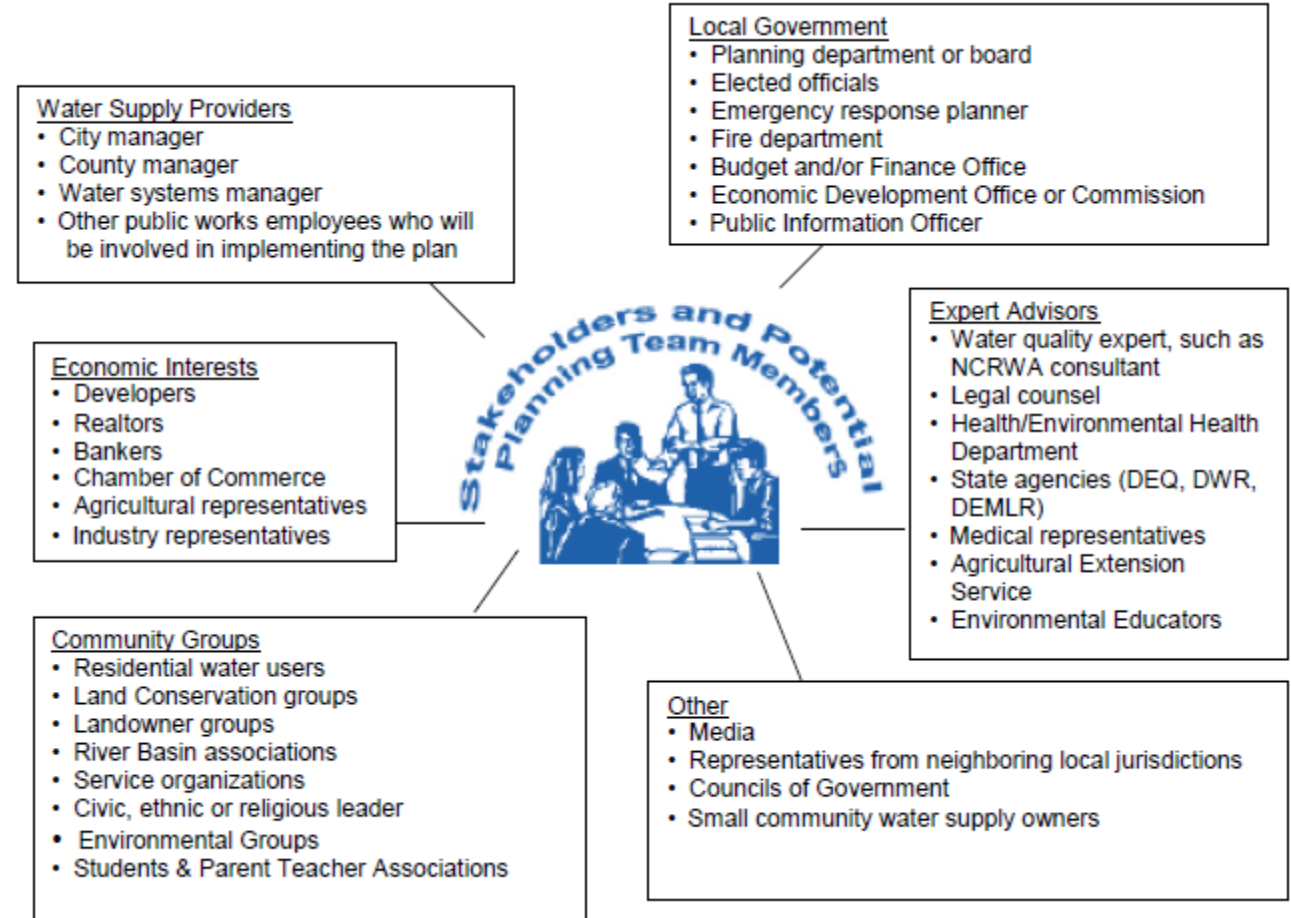 Local Government
• Planning department or board
• Elected officials
• Emergency response planner
• Fire department
• Budget and/or Finance Office
• Economic Development Office or Commission
• Public Information Officer
Water Supply Providers
• City manager
• County manager
• Water systems manager
• Other public works employees who will
be involved in implementing the plan
Stakeholders and Potential
Planning Team Members
Expert Advisors
• Water quality expert, such as
NCRWA consultant
• Legal counsel
• Health/Environmental Health
Department
• State agencies (DEQ, DWR,
DEMLR)
• Medical representatives
• Agricultural Extension
Service
• Environmental Educators
Economic Interests
• Developers
• Realtors
• Bankers
• Chamber of Commerce
• Agricultural representatives
• Industry representatives
Community Groups
• Residential water users
• Land Conservation groups
• Landowner groups
• River Basin associations
• Service organizations
• Civic, ethnic or religious leader
• Environmental Groups
• Students & Parent Teacher Associations
Other
• Media
• Representatives from neighboring local jurisdictions
• Councils of Government
• Small community water supply owners